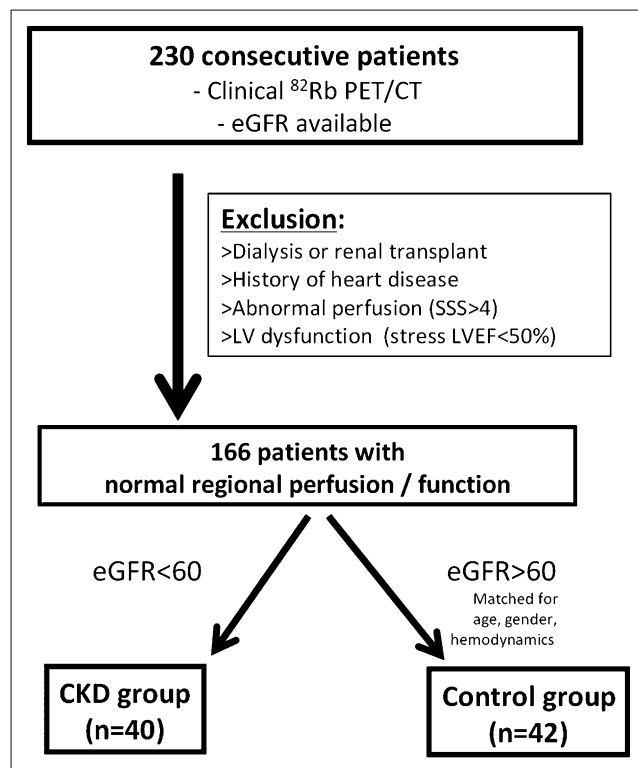 230 consecutive patients
- Clinical ⁸²Rb PET/CT
- eGFR available
Exclusion:
>Dialysis or renal transplant
>History of heart disease
>Abnormal perfusion (SSS>4)
>LV dysfunction (stress LVEF<50%)
166 patients with
normal regional perfusion / function
eGFR<60
eGFR>60
Matched for
age, gender,
hemodynamics
CKD group
(n=40)
Control group
(n=42)